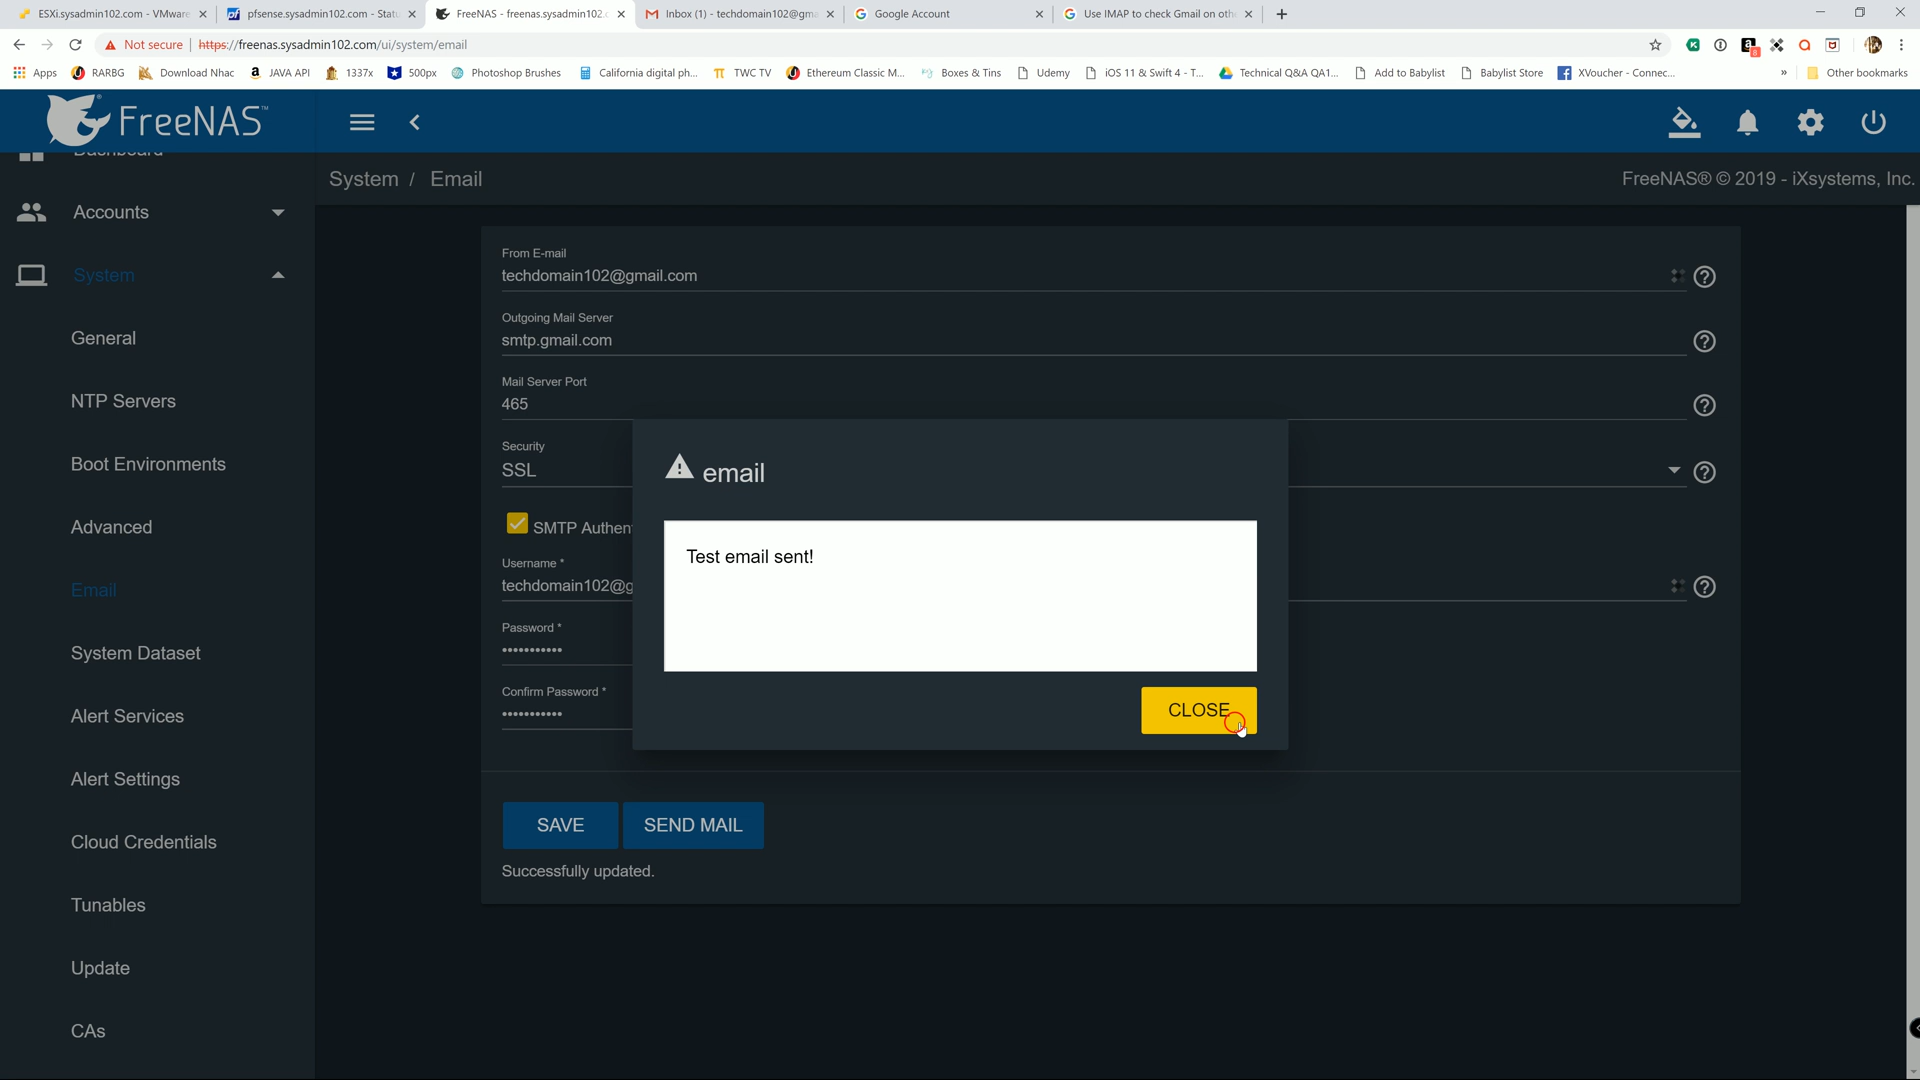 ESXi.sysadmin102.com - VMware
pfsense.sysadmin102.com - Statu
FreeNAS - freenas.sysadmin102.c
Inbox (1) - techdomain102@gma
Google Account
Use IMAP to check Gmail on oth
Not secure
https://freenas.sysadmin102.com/ui/system/email
8
Apps
RARBG
Download Nhac
JAVA API
1337x
500px
Photoshop Brushes
California digital ph...
TWC TV
Ethereum Classic M...
Boxes & Tins
Udemy
iOS 11 & Swift 4 - T...
Technical Q&A QA1...
Add to Babylist
Babylist Store
XVoucher - Connec...
»
Other bookmarks
FreeNAS™
Dashboard
System / Email
FreeNAS® © 2019 - iXsystems, Inc.
Accounts
System
General
NTP Servers
Boot Environments
Advanced
Email
System Dataset
Alert Services
Alert Settings
Cloud Credentials
Tunables
Update
CAs
From E-mail
techdomain102@gmail.com
Outgoing Mail Server
smtp.gmail.com
Mail Server Port
465
Security
SSL
SMTP Authen
Username *
techdomain102@g
Password *
•••••••••••
Confirm Password *
•••••••••••
email
Test email sent!
CLOSE
SAVE
SEND MAIL
Successfully updated.